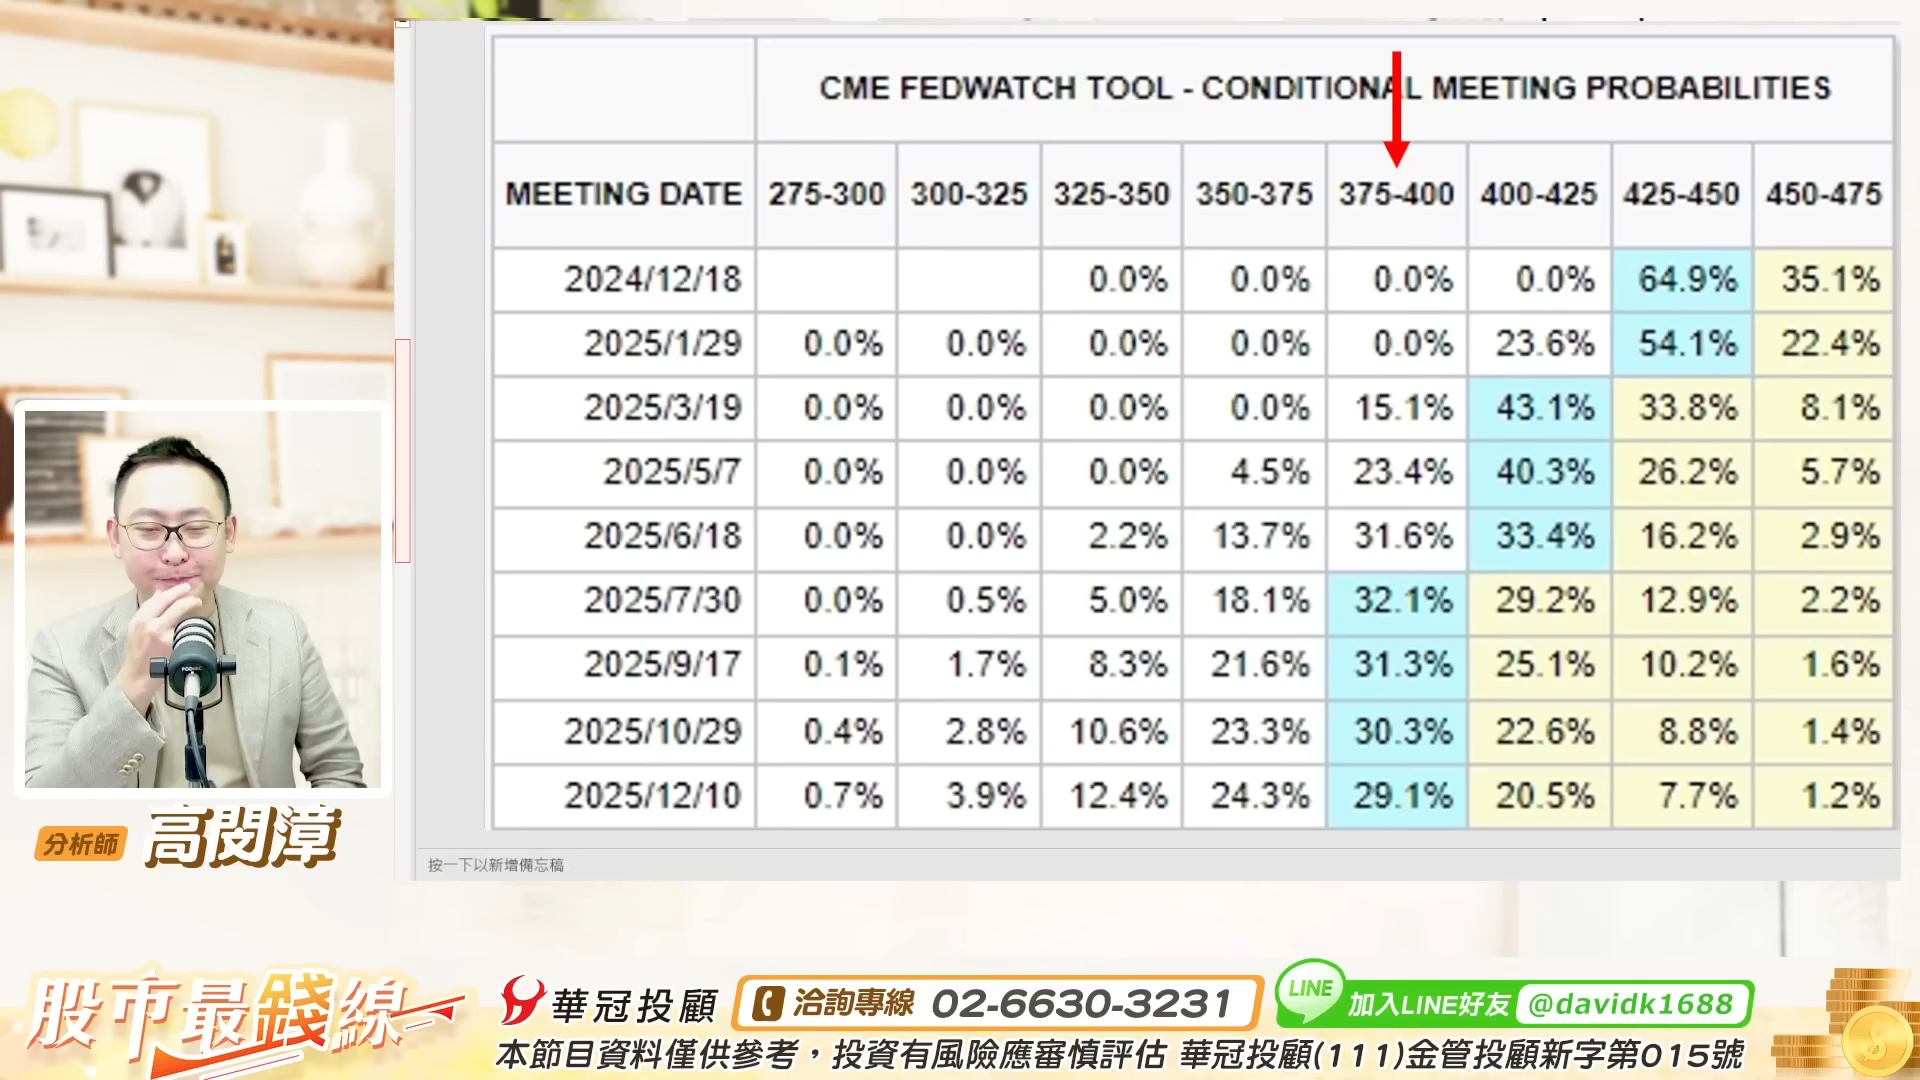 CME FEDWATCH TOOL - CONDITIONAL MEETING PROBABILITIES
MEETING DATE 275-300 300-325 325-350 350-375 375-400 400-425 425-450 450-475
2024/12/18 0.0% 0.0% 0.0% 0.0% 64.9% 35.1%
2025/1/29 0.0% 0.0% 0.0% 0.0% 0.0% 23.6% 54.1% 22.4%
2025/3/19 0.0% 0.0% 0.0% 0.0% 15.1% 43.1% 33.8% 8.1%
2025/5/7 0.0% 0.0% 0.0% 4.5% 23.4% 40.3% 26.2% 5.7%
2025/6/18 0.0% 0.0% 2.2% 13.7% 31.6% 33.4% 16.2% 2.9%
2025/7/30 0.0% 0.5% 5.0% 18.1% 32.1% 29.2% 12.9% 2.2%
2025/9/17 0.1% 1.7% 8.3% 21.6% 31.3% 25.1% 10.2% 1.6%
2025/10/29 0.4% 2.8% 10.6% 23.3% 30.3% 22.6% 8.8% 1.4%
2025/12/10 0.7% 3.9% 12.4% 24.3% 29.1% 20.5% 7.7% 1.2%
按一下以新增備忘稿
分析師 高閔漳
股市最錢線
華冠投顧 洽詢專線 02-6630-3231 LINE 加入LINE好友 @davidk1688
本節目資料僅供參考，投資有風險應審慎評估 華冠投顧(111)金管投顧新字第015號